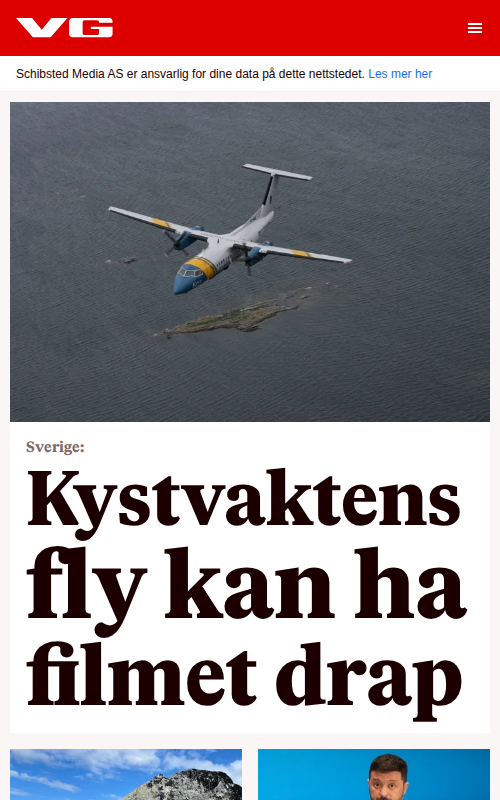 VG
Schibsted Media AS er ansvarlig for dine data på dette nettstedet. Les mer her
Sverige:
Kystvaktens
fly kan ha
filmet drap